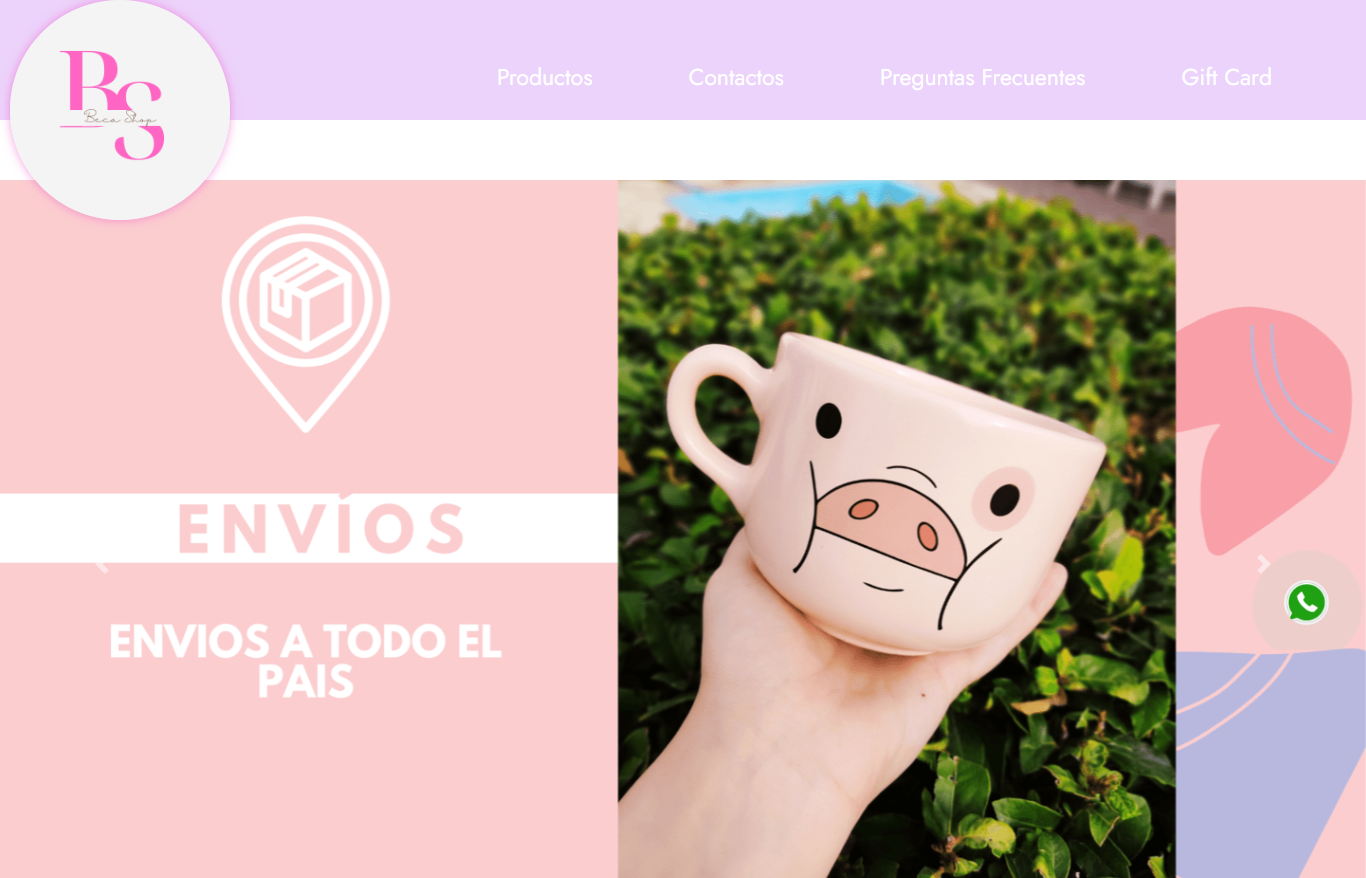 BS
Beca Shop
Productos Contactos Preguntas Frecuentes Gift Card
ENVÍOS
ENVIOS A TODO EL
PAIS